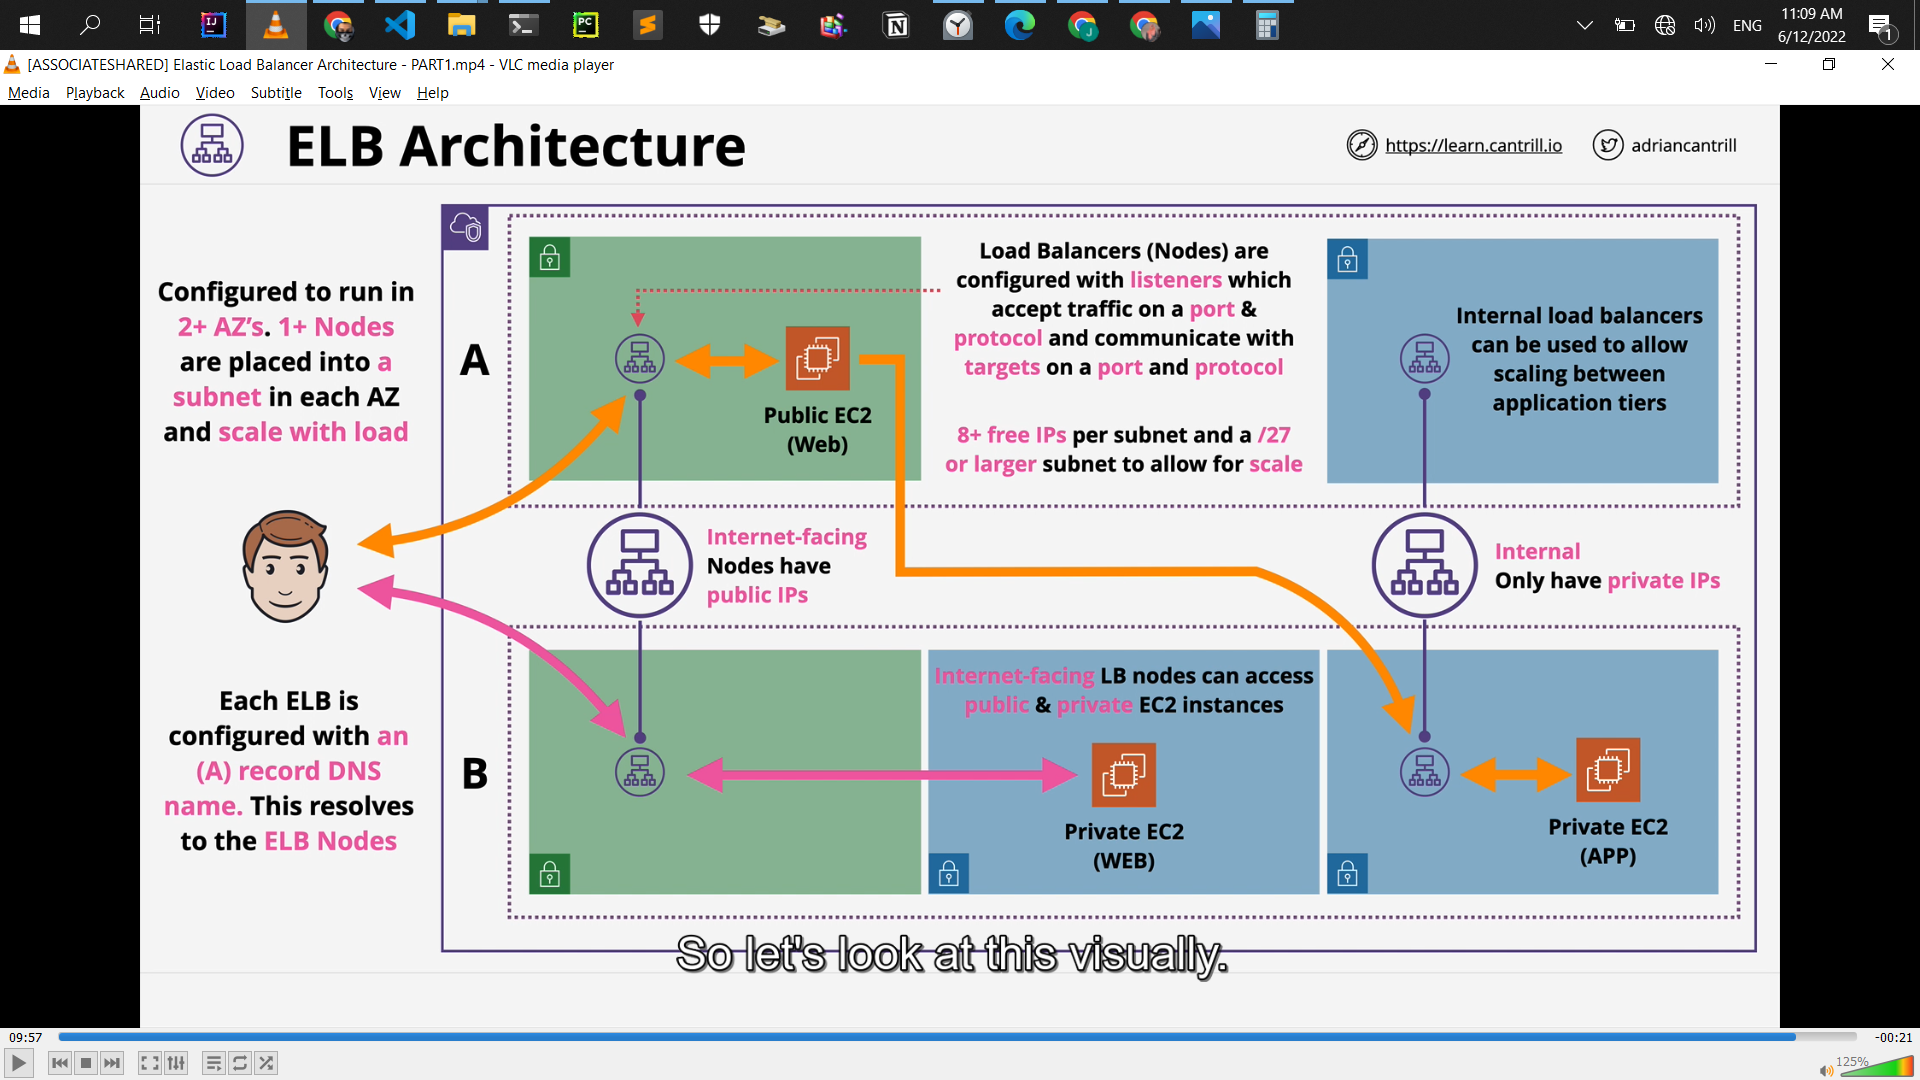 IJ
PC
ENG
11:09 AM
6/12/2022
1
[ASSOCIATESHARED] Elastic Load Balancer Architecture - PART1.mp4 - VLC media player
Media Playback Audio Video Subtitle Tools View Help
ELB Architecture
https://learn.cantrill.io
adriancantrill
Configured to run in
2+ AZ's. 1+ Nodes
are placed into a
subnet in each AZ
and scale with load
Each ELB is
configured with an
(A) record DNS
name. This resolves
to the ELB Nodes
A
Public EC2
(Web)
Load Balancers (Nodes) are
configured with listeners which
accept traffic on a port &
protocol and communicate with
targets on a port and protocol
8+ free IPs per subnet and a /27
or larger subnet to allow for scale
Internal load balancers
can be used to allow
scaling between
application tiers
Internet-facing
Nodes have
public IPs
Internal
Only have private IPs
B
Internet-facing LB nodes can access
public & private EC2 instances
Private EC2
(WEB)
Private EC2
(APP)
So let's look at this visually.
09:57
-00:21
125%